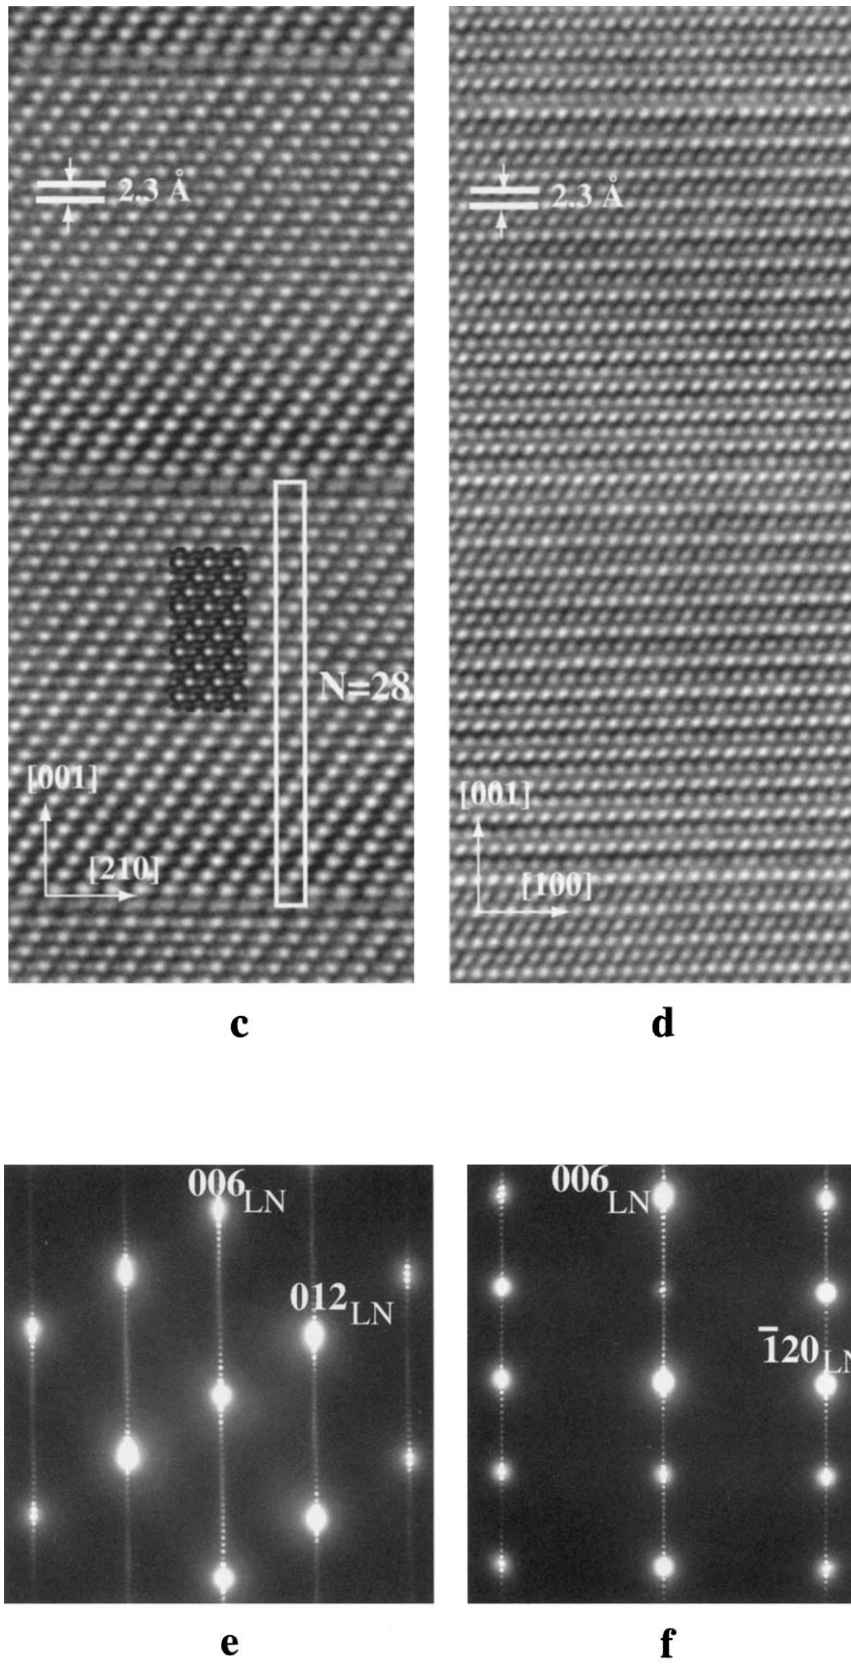 2.3 Å
2.3 Å
N=28
[001]
[210]
[001]
[100]
c
d
006LN
012LN
006LN
1̄20LN
e
f